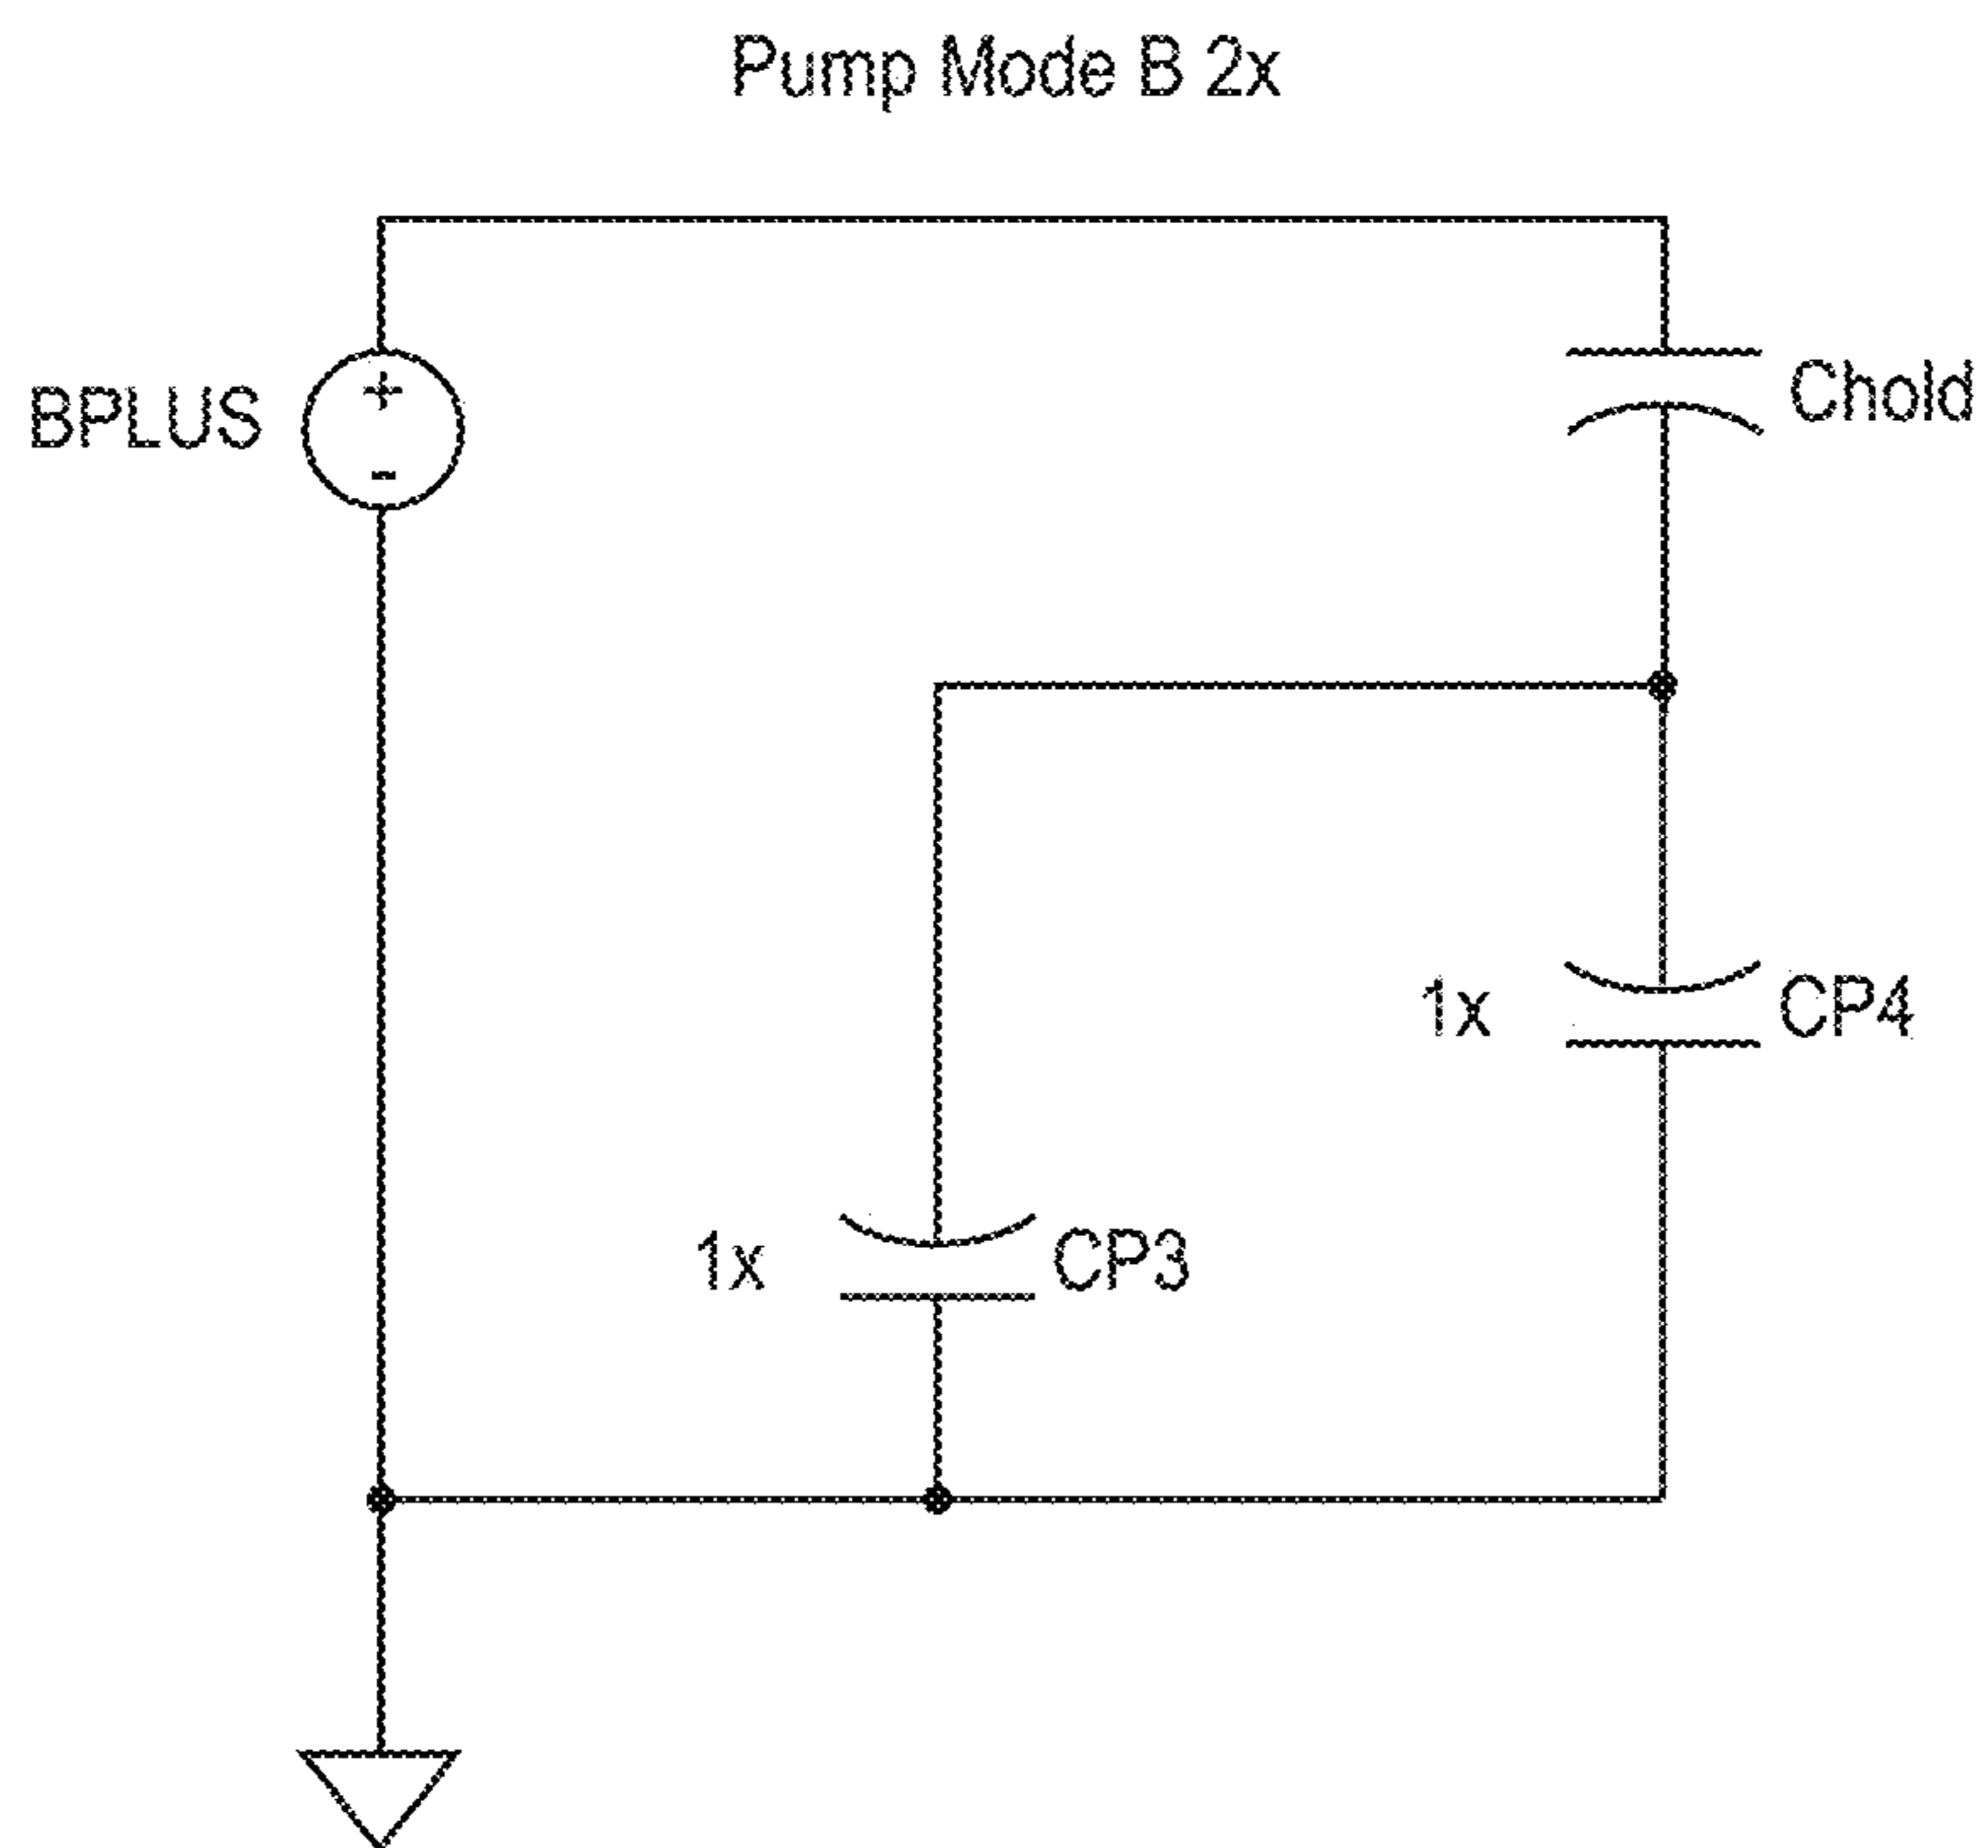 Pump Mode B 2x
BPLUS
+
-
Chold
1x
CP4
1x
CP3